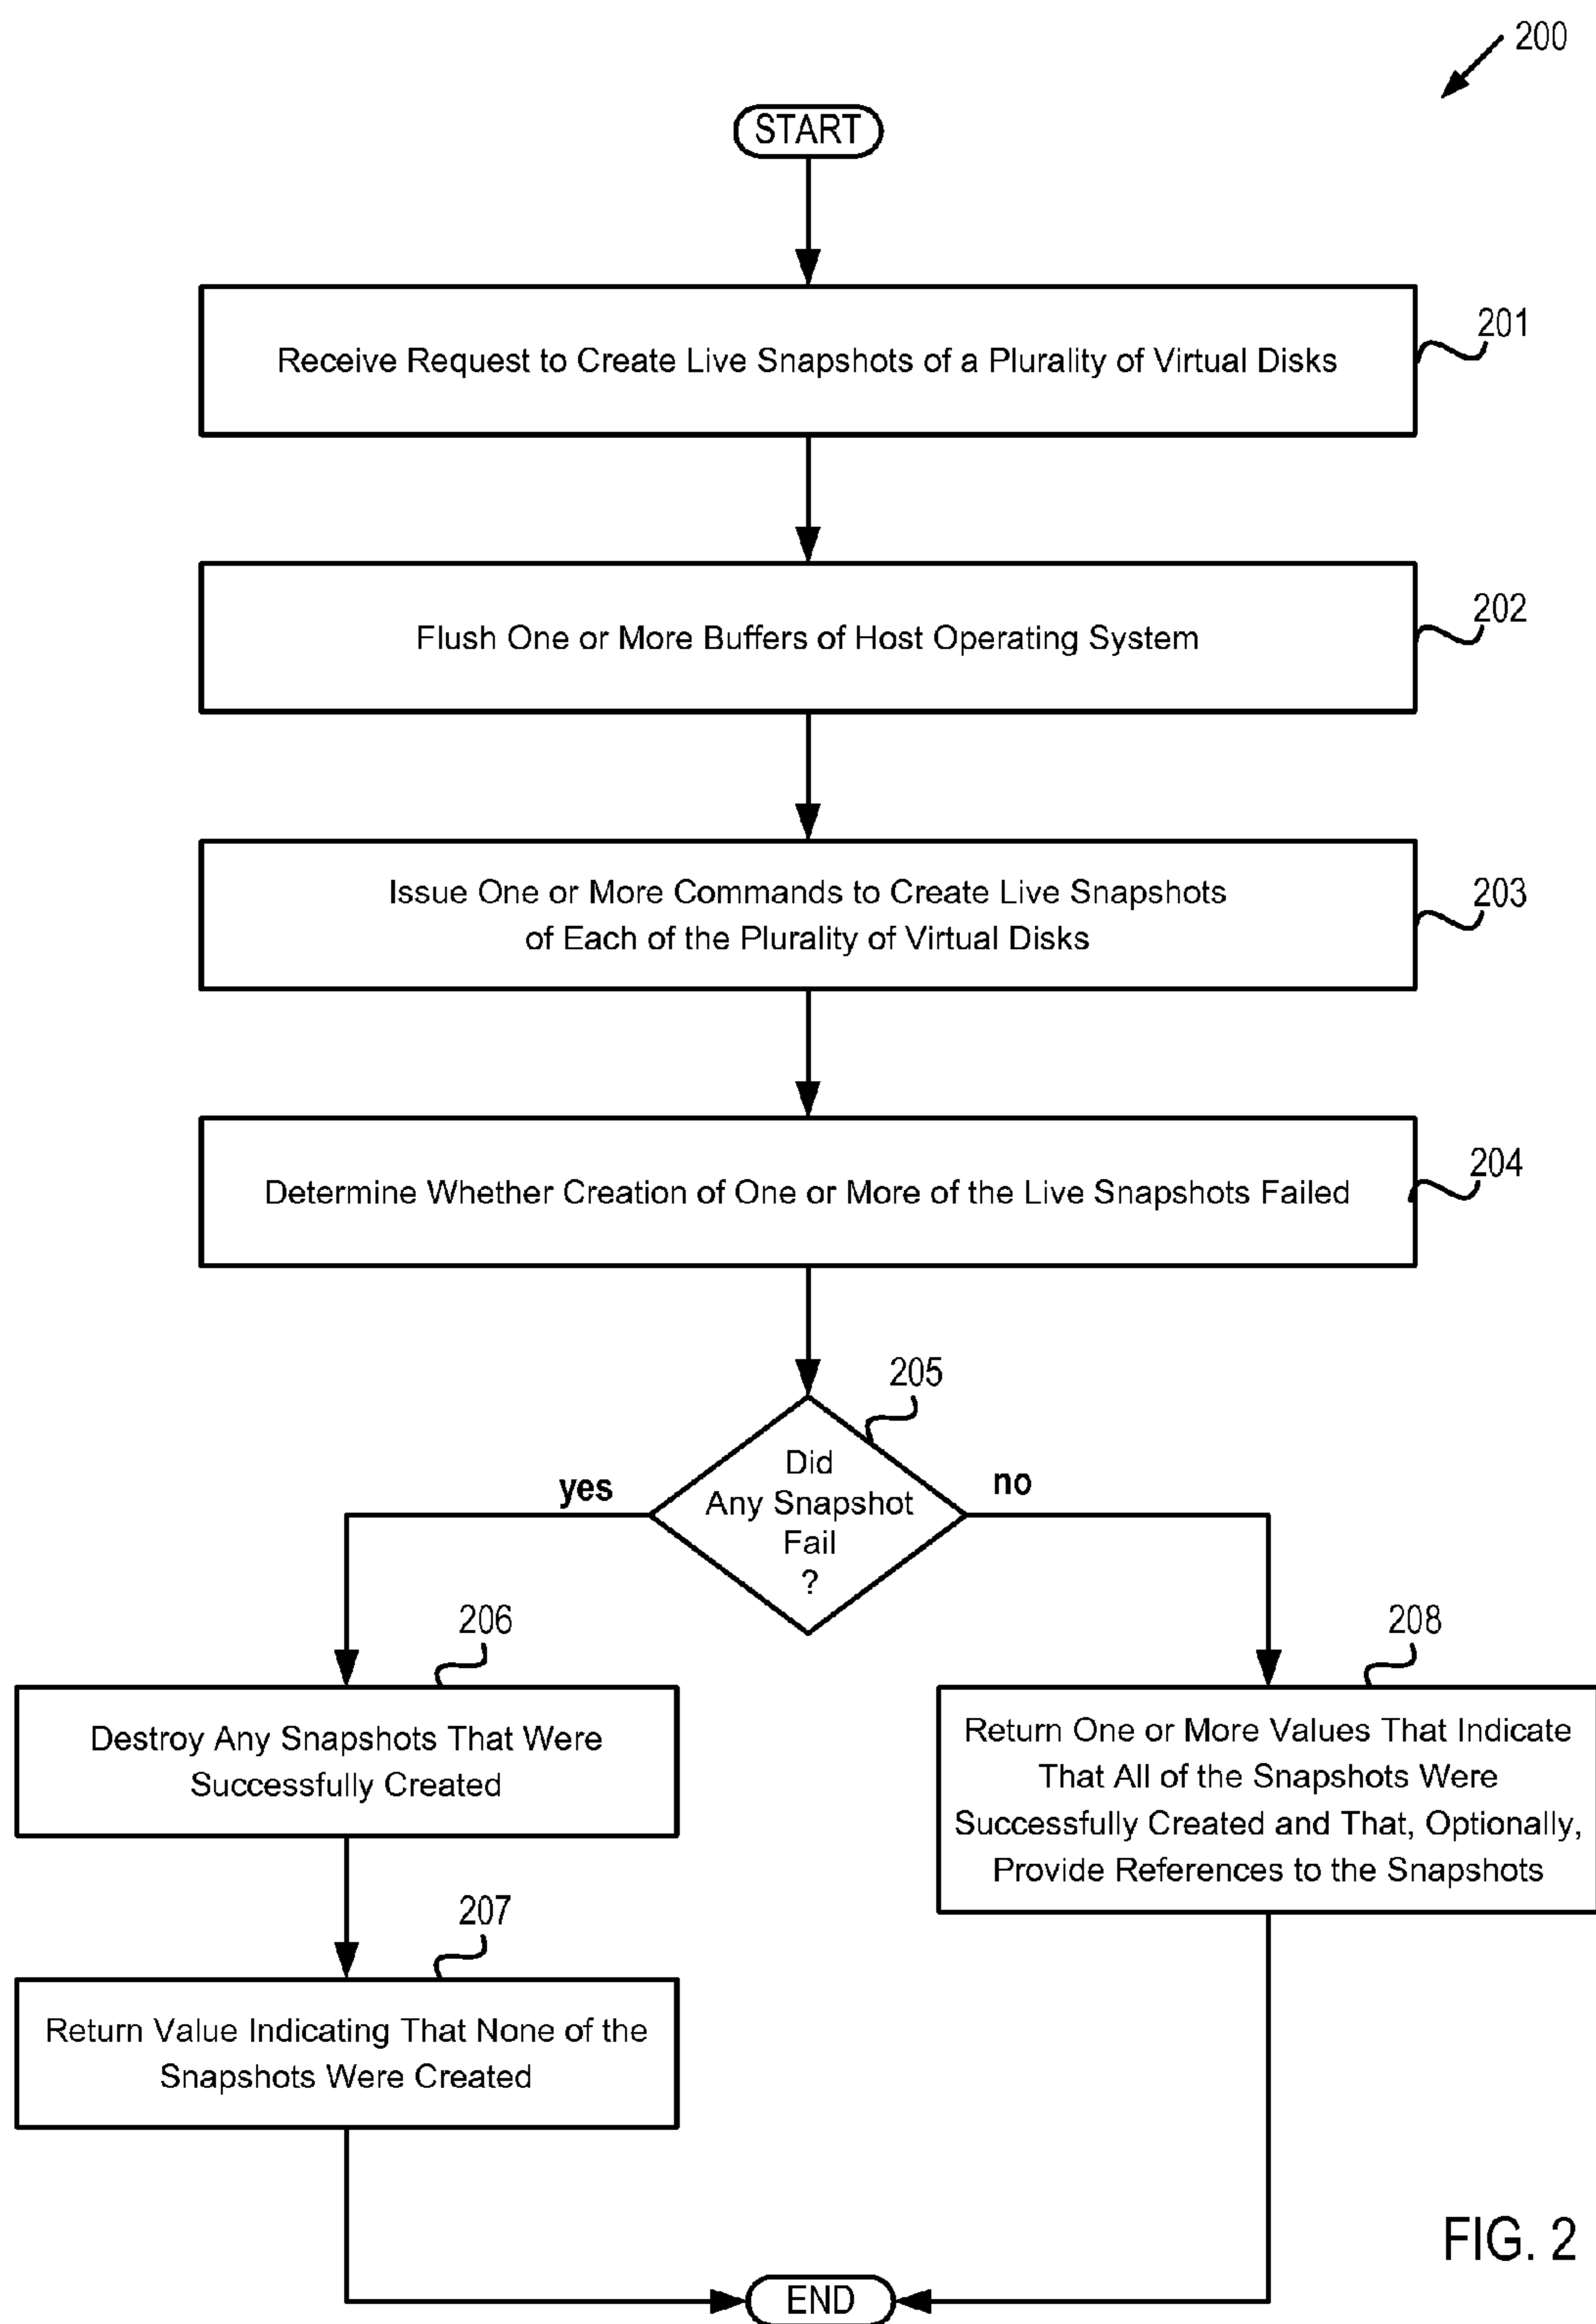 200
START
Receive Request to Create Live Snapshots of a Plurality of Virtual Disks
201
Flush One or More Buffers of Host Operating System
202
Issue One or More Commands to Create Live Snapshots
of Each of the Plurality of Virtual Disks
203
Determine Whether Creation of One or More of the Live Snapshots Failed
204
205
Did
Any Snapshot
Fail
?
yes
no
206
Destroy Any Snapshots That Were
Successfully Created
207
Return Value Indicating That None of the
Snapshots Were Created
208
Return One or More Values That Indicate
That All of the Snapshots Were
Successfully Created and That, Optionally,
Provide References to the Snapshots
END
FIG. 2